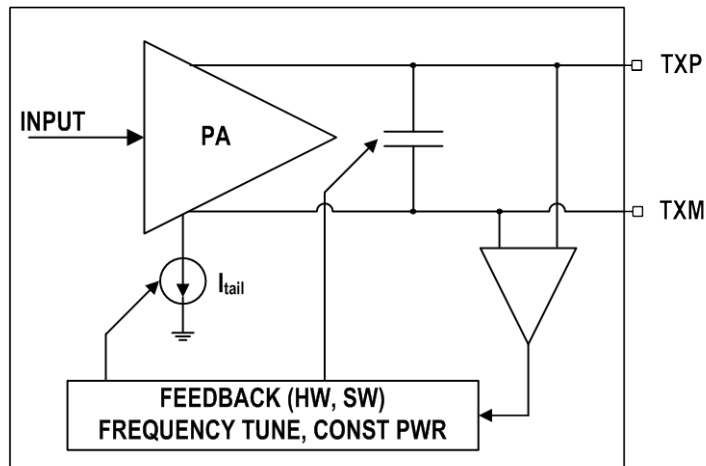 TXP
INPUT
PA
TXM
Itail
FEEDBACK (HW, SW)
FREQUENCY TUNE, CONST PWR